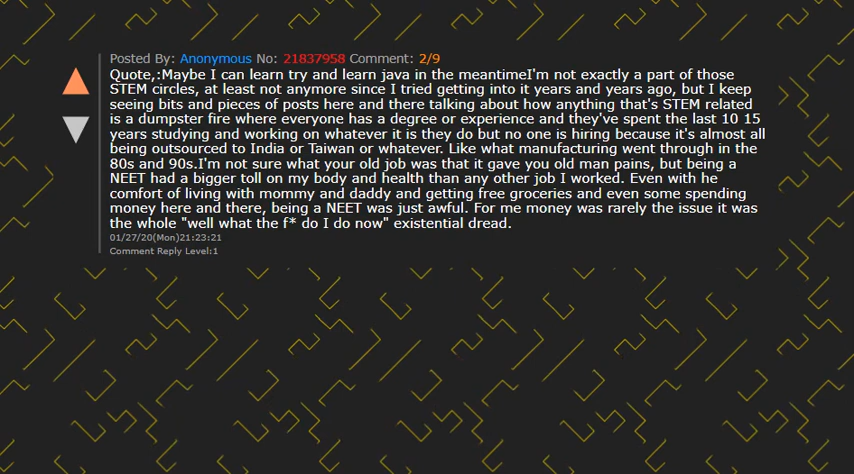 Posted By: Anonymous No: 21837958 Comment: 2/9
Quote,:Maybe I can learn try and learn java in the meantimeI'm not exactly a part of those
STEM circles, at least not anymore since I tried getting into it years and years ago, but I keep
seeing bits and pieces of posts here and there talking about how anything that's STEM related
is a dumpster fire where everyone has a degree or experience and they've spent the last 10 15
years studying and working on whatever it is they do but no one is hiring because it's almost all
being outsourced to India or Taiwan or whatever. Like what manufacturing went through in the
80s and 90s.I'm not sure what your old job was that it gave you old man pains, but being a
NEET had a bigger toll on my body and health than any other job I worked. Even with he
comfort of living with mommy and daddy and getting free groceries and even some spending
money here and there, being a NEET was just awful. For me money was rarely the issue it was
the whole "well what the f* do I do now" existential dread.
01/27/20(Mon)21:23:21
Comment Reply Level:1